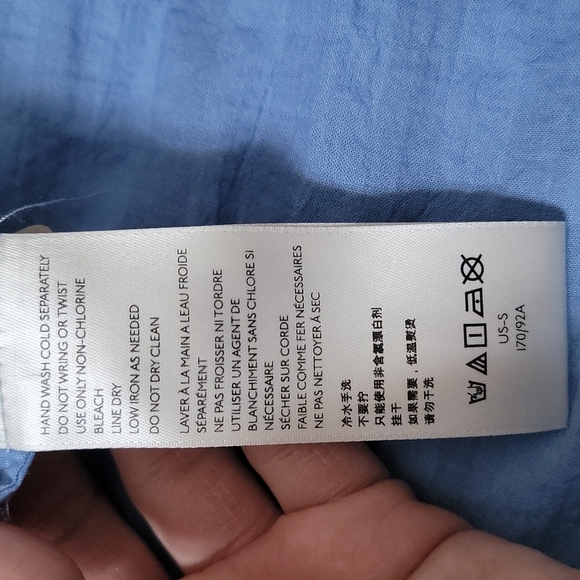 HAND WASH COLD SEPARATELY
DO NOT WRING OR TWIST
USE ONLY NON-CHLORINE
BLEACH
LINE DRY
LOW IRON AS NEEDED
DO NOT DRY CLEAN
LAVER À LA MAIN A LEAU FROIDE
SÉPARÉMENT
NE PAS FROISSER NI TORDRE
UTILISER UN AGENT DE
BLANCHIMENT SANS CHLORE SI
NÉCESSAIRE
SÉCHER SUR CORDE
FAIBLE COMME FER NÉCESSAIRES
NE PAS NETTOYER À SEC
冷水手洗
不要拧
只能使用非含氯漂白剂
挂干
如果需要，低温熨烫
请勿干洗
US-S
170/92A